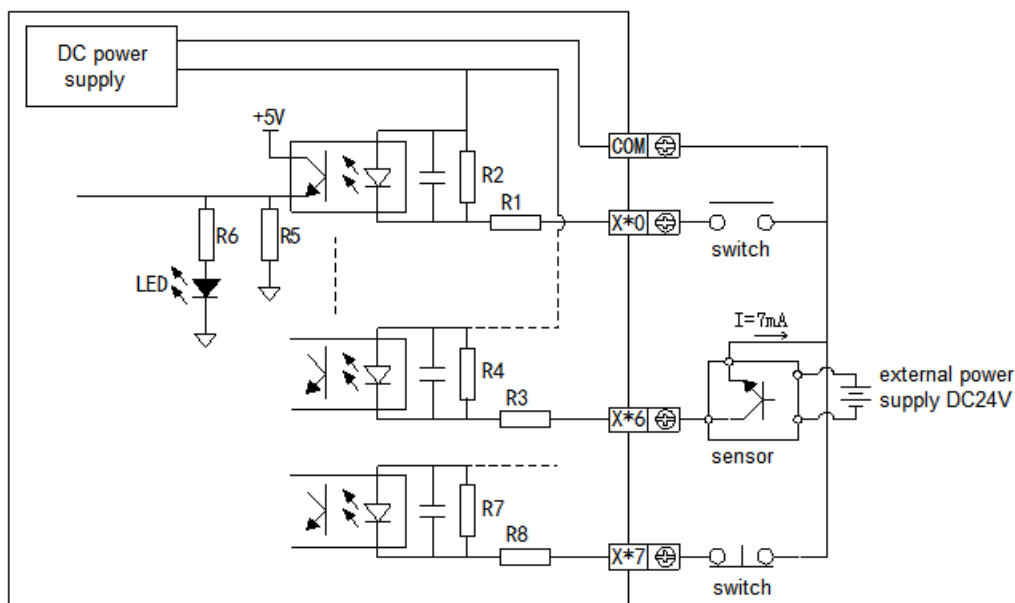 DC power
supply
+5V
COM
R2
R1
X*0
R6
R5
switch
LED
I=7mA
R4
external power
supply DC24V
R3
X*6
sensor
R7
R8
X*7
switch